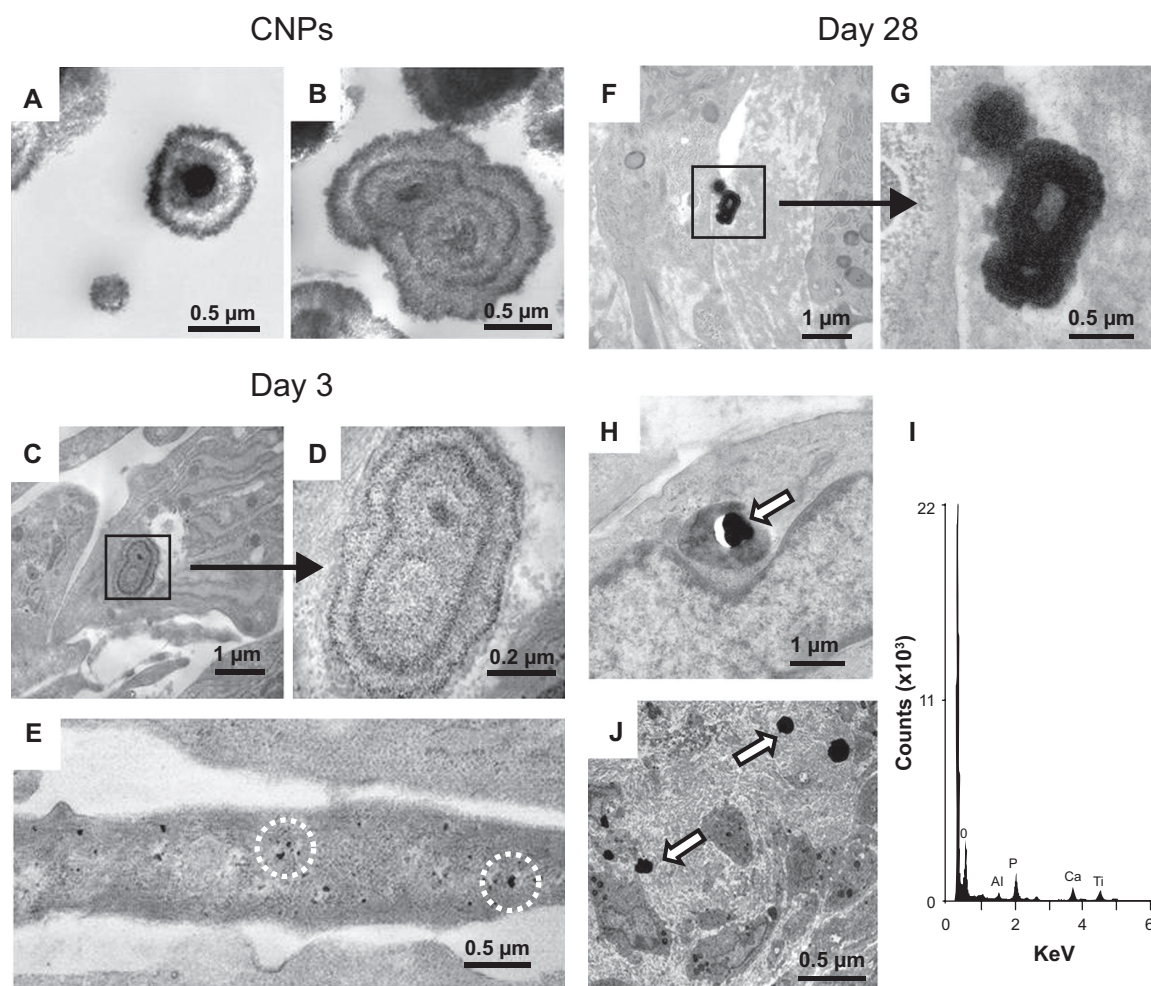 CNPs
Day 28
A
B
F
G
0.5 µm
0.5 µm
1 µm
0.5 µm
Day 3
C
D
H
I
1 µm
0.2 µm
1 µm
E
0.5 µm
J
0.5 µm
Counts (x10³)
22
11
0
0
Al
P
Ca
Ti
0
2
4
6
KeV